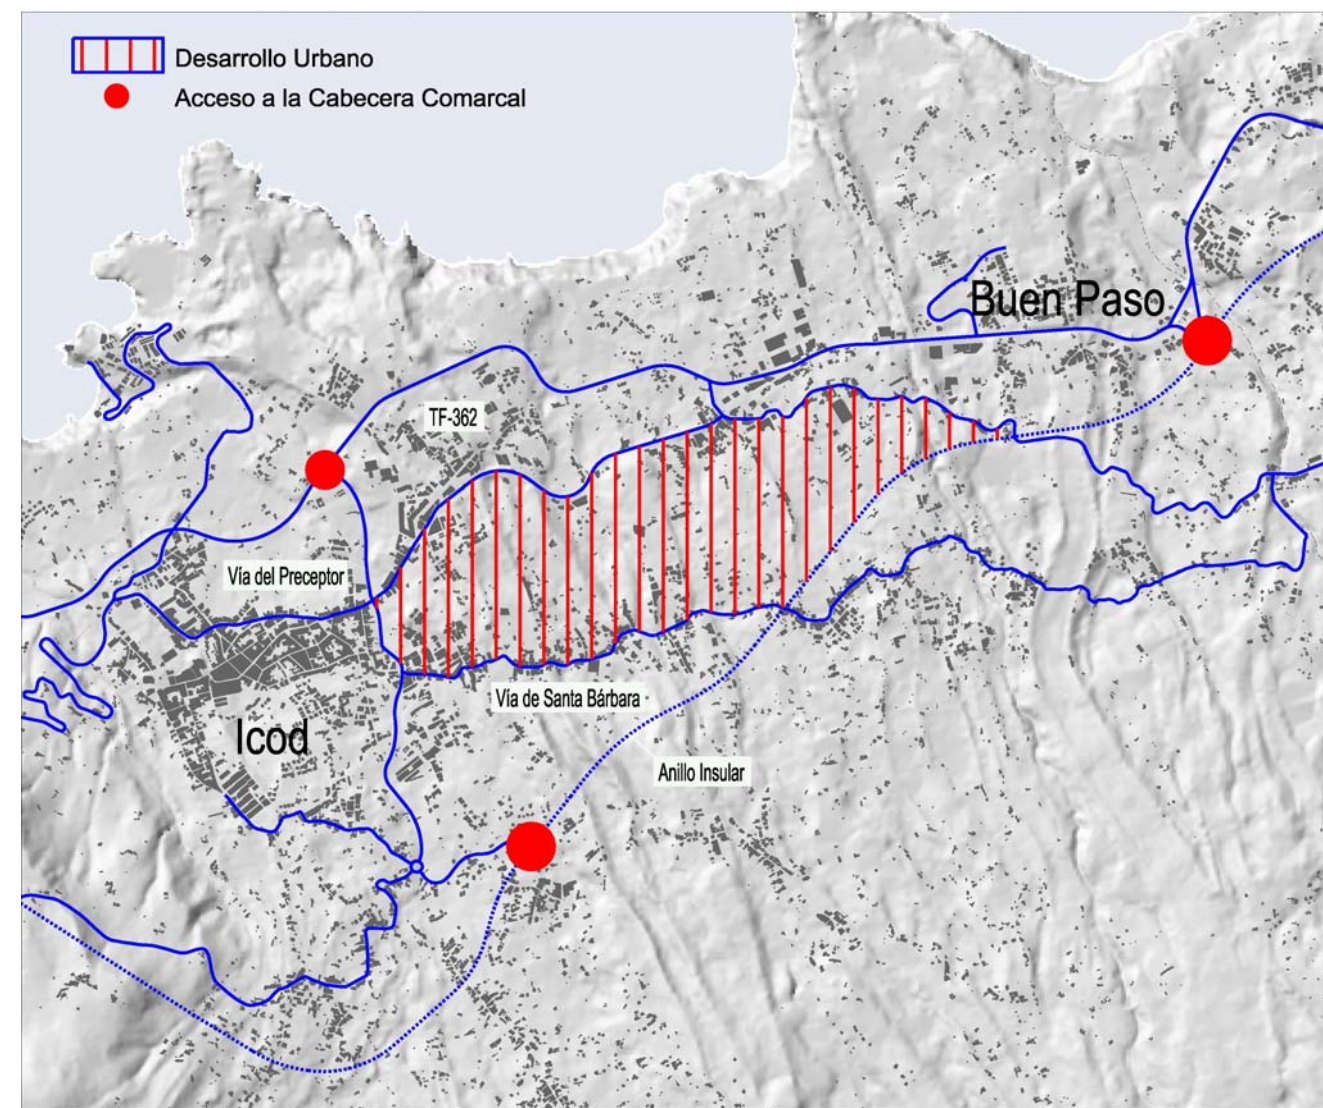 Desarrollo Urbano
Acceso a la Cabecera Comarcal
Buen Paso
TF-362
Vía del Preceptor
Vía de Santa Bárbara
Icod
Anillo Insular